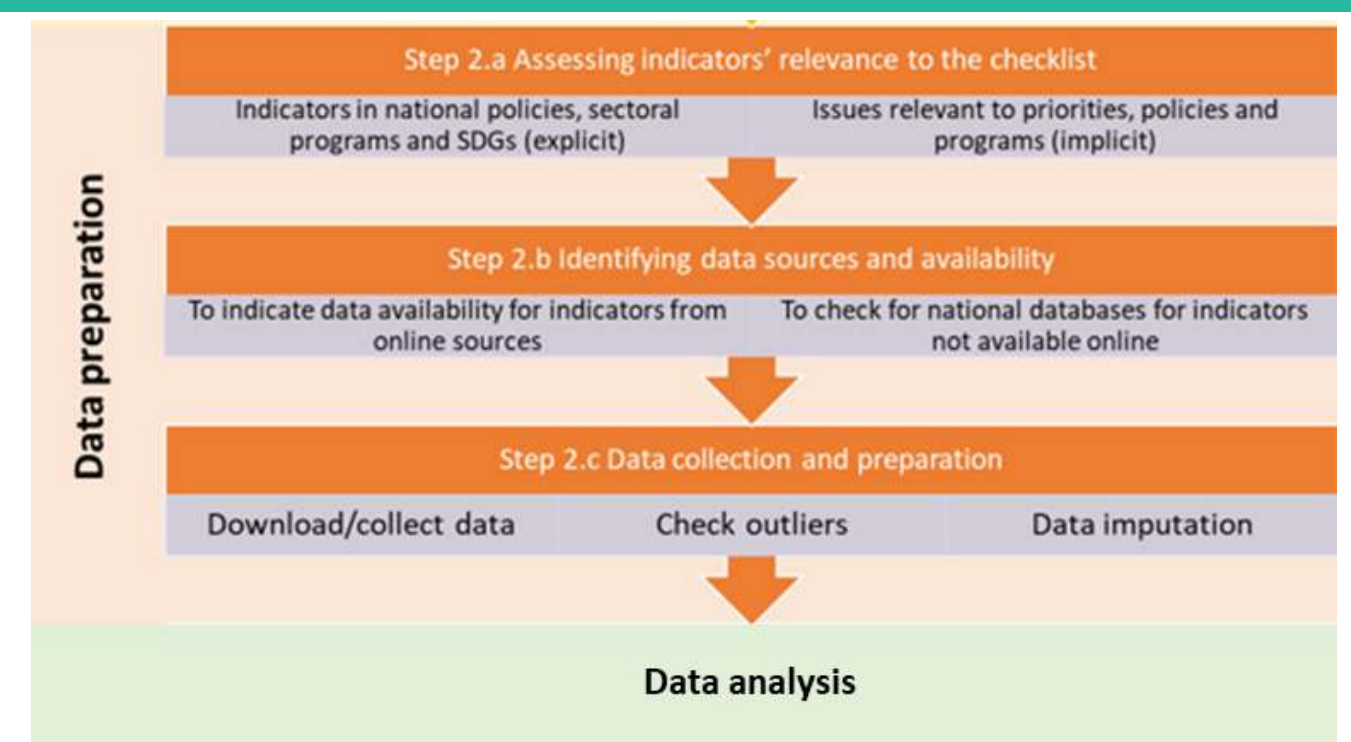 Data preparation
Step 2.a Assessing indicators' relevance to the checklist
Indicators in national policies, sectoral
programs and SDGs (explicit)
Issues relevant to priorities, policies and
programs (implicit)
Step 2.b Identifying data sources and availability
To indicate data availability for indicators from
online sources
To check for national databases for indicators
not available online
Step 2.c Data collection and preparation
Download/collect data
Check outliers
Data imputation
Data analysis